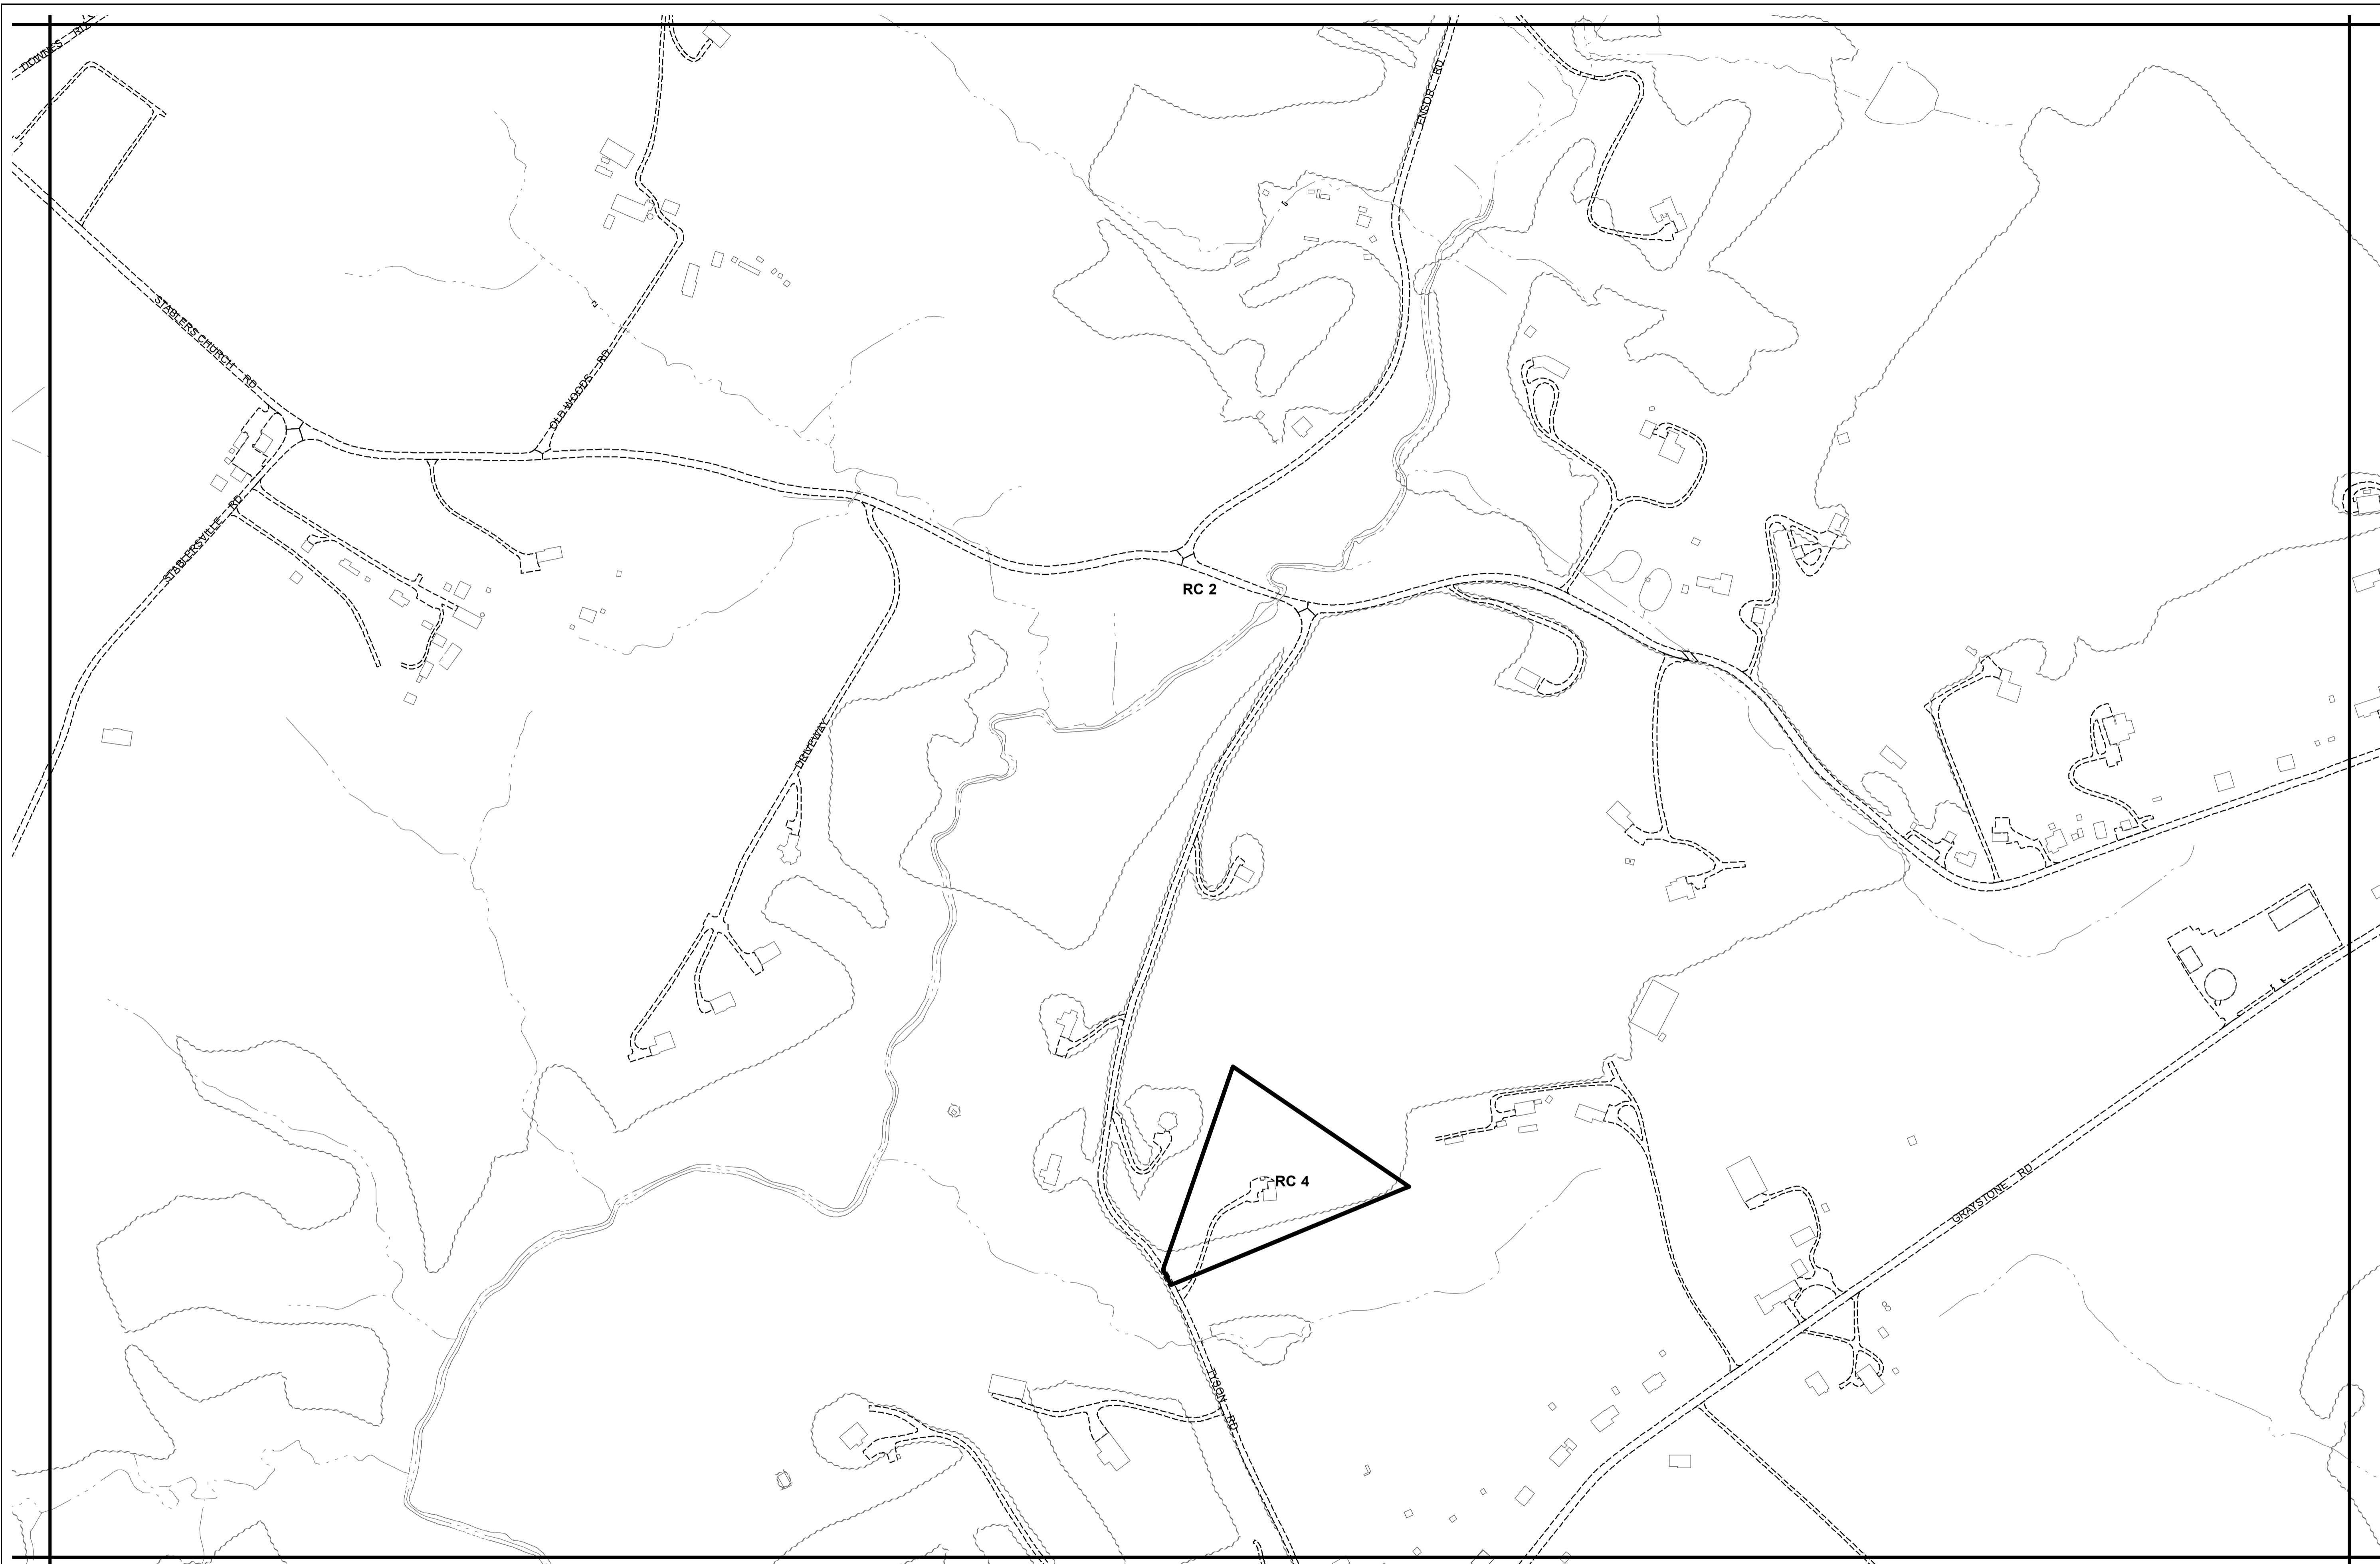 DOWNES RD
ENSOR RD
STABLERS CHURCH RD
OLD WOODS RD
STABLERSVILLE RD
RC 2
DRIVEWAY
RC 4
GRAYSTONE RD
TYSON RD